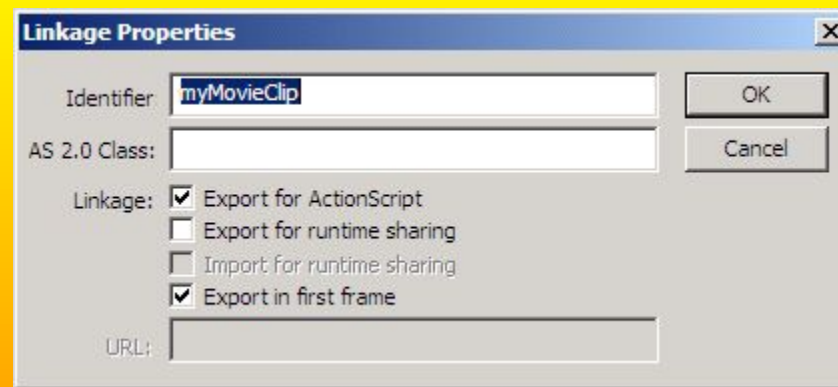 Linkage Properties
Identifier myMovieClip OK
AS 2.0 Class: Cancel
Linkage: Export for ActionScript
Export for runtime sharing
Import for runtime sharing
Export in first frame
URL: